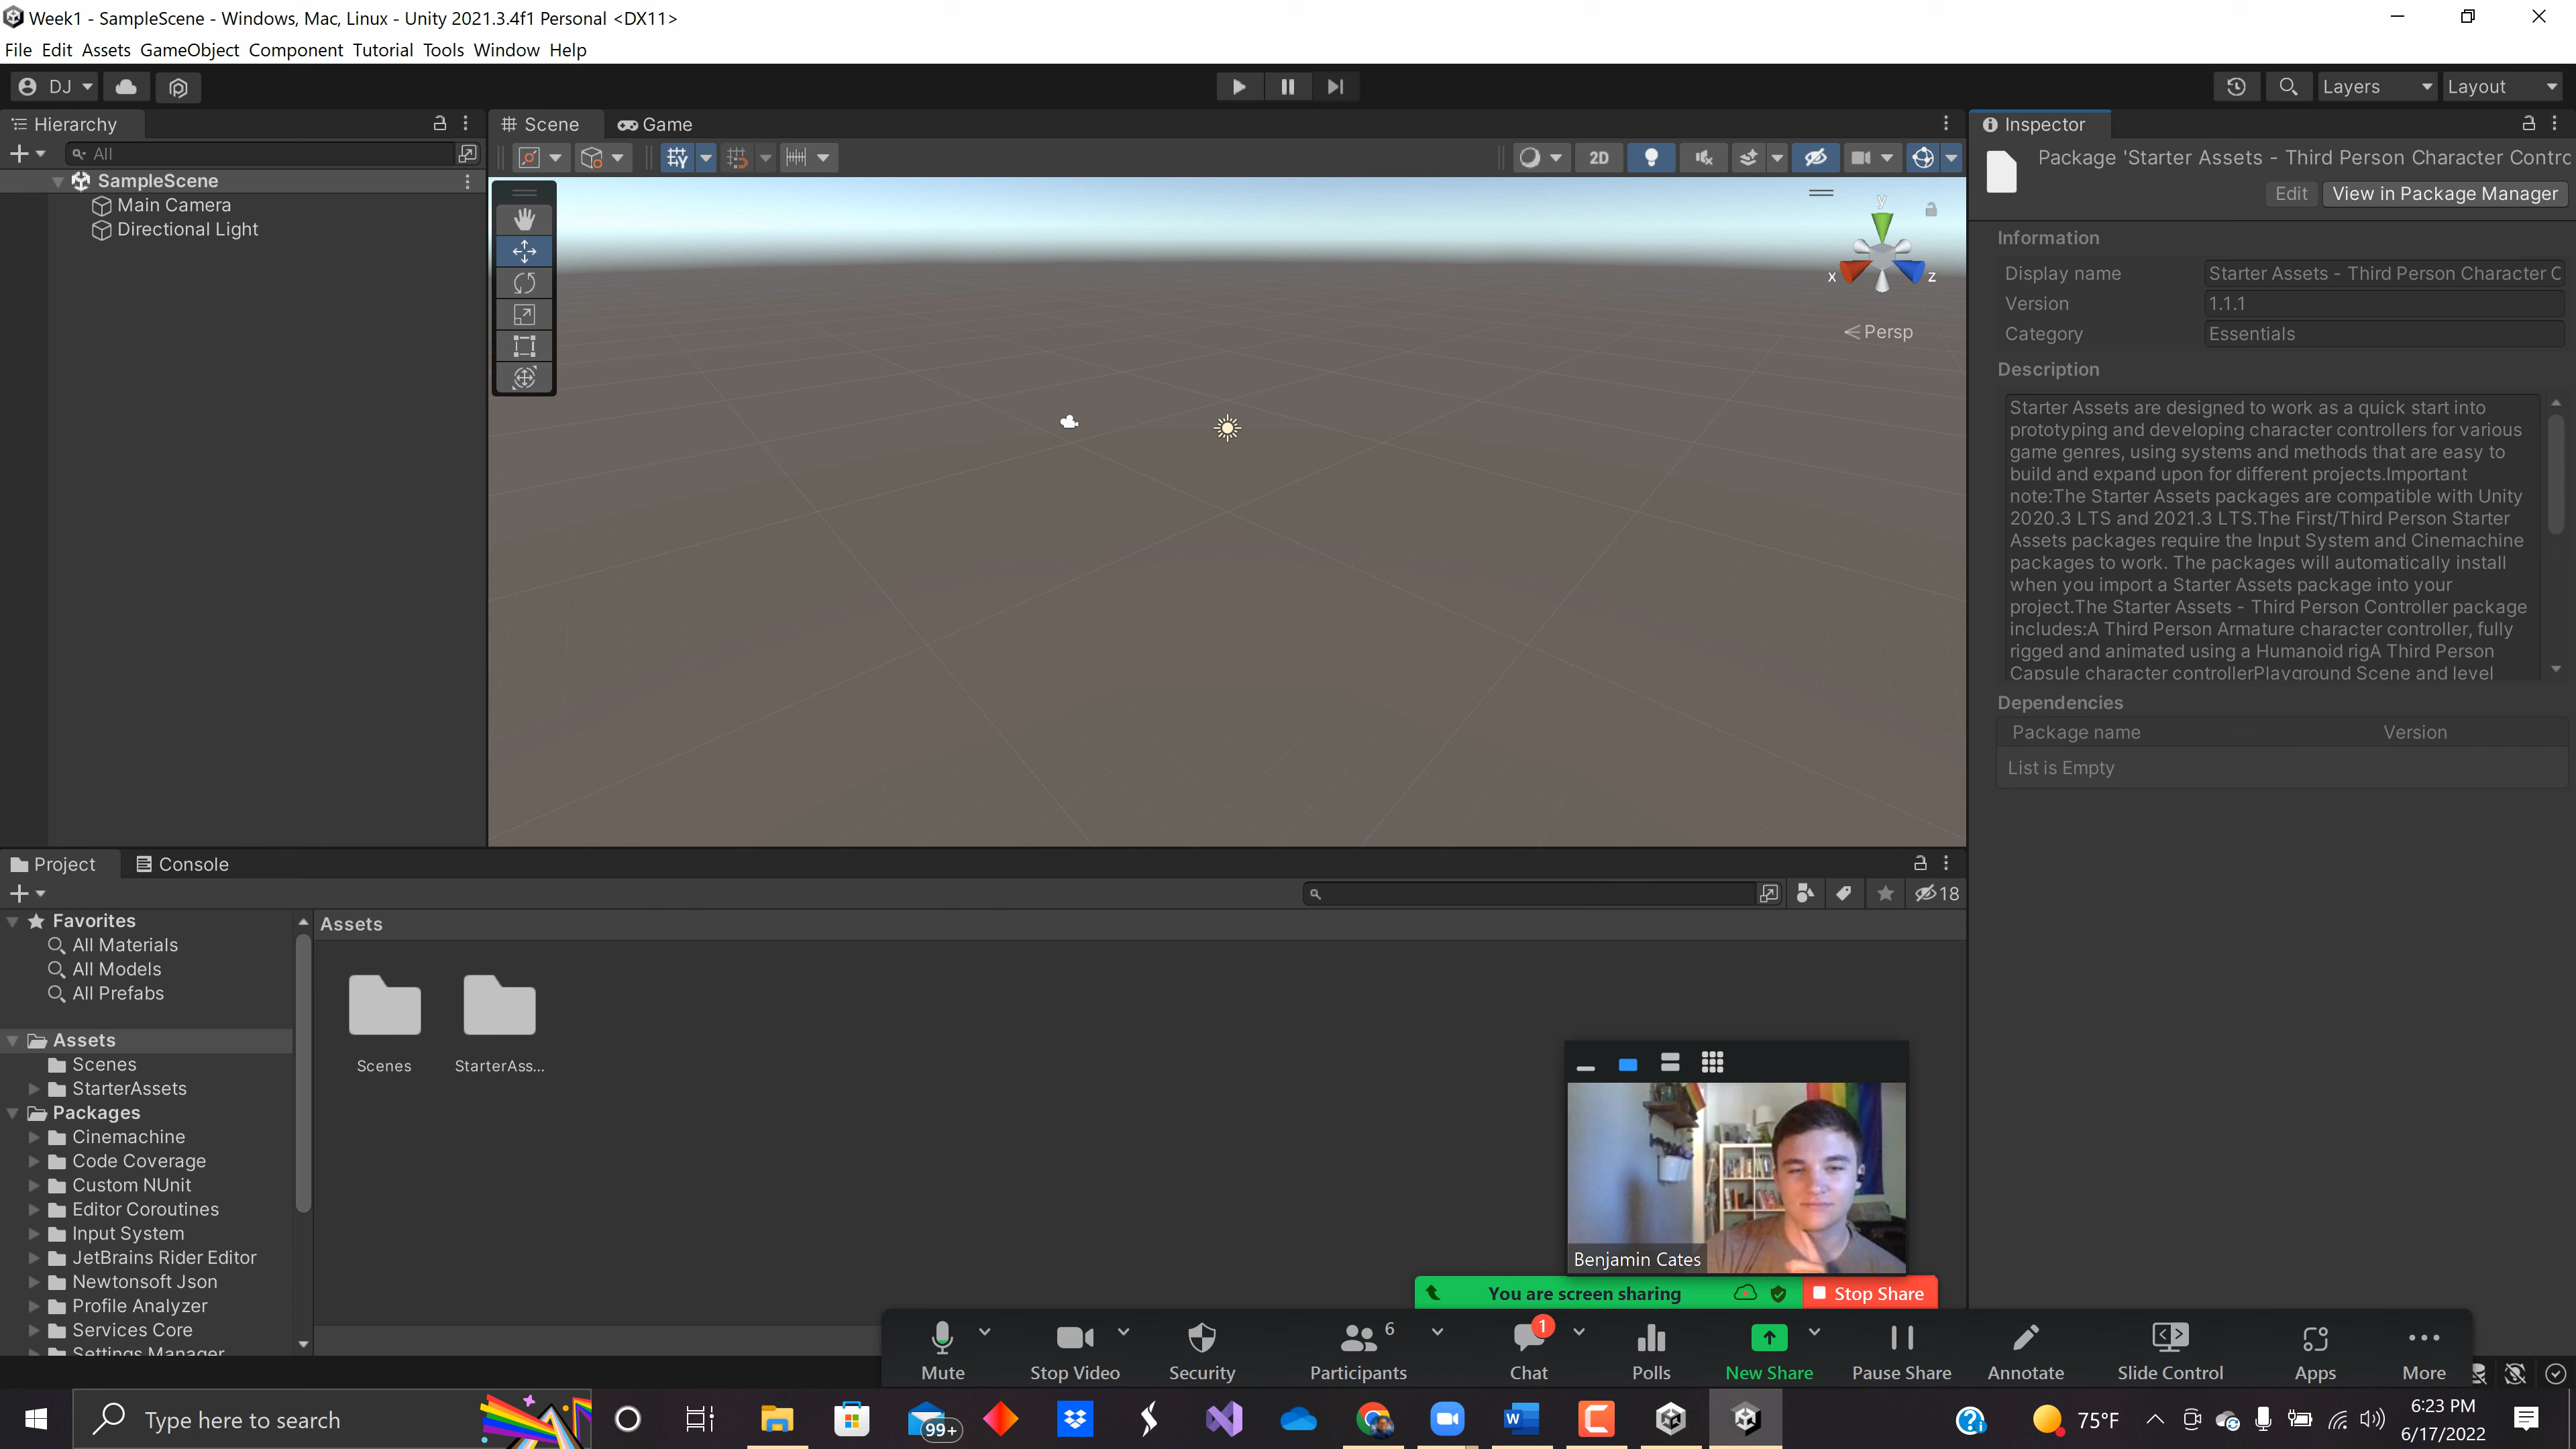 Week1 - SampleScene - Windows, Mac, Linux - Unity 2021.3.4f1 Personal <DX11>
File Edit Assets GameObject Component Tutorial Tools Window Help
DJ
Layers
Layout
Hierarchy
Scene
Game
Inspector
All
2D
SampleScene
Main Camera
Directional Light
y
x
z
Persp
Package 'Starter Assets - Third Person Character Contro
Edit
View in Package Manager
Information
Display name
Starter Assets - Third Person Character C
Version
1.1.1
Category
Essentials
Description
Starter Assets are designed to work as a quick start into
prototyping and developing character controllers for various
game genres, using systems and methods that are easy to
build and expand upon for different projects.Important
note:The Starter Assets packages are compatible with Unity
2020.3 LTS and 2021.3 LTS.The First/Third Person Starter
Assets packages require the Input System and Cinemachine
packages to work. The packages will automatically install
when you import a Starter Assets package into your
project.The Starter Assets - Third Person Controller package
includes:A Third Person Armature character controller, fully
rigged and animated using a Humanoid rigA Third Person
Capsule character controllerPlayground Scene and level
Dependencies
Package name
Version
List is Empty
Project
Console
18
Favorites
All Materials
All Models
All Prefabs
Assets
Scenes
StarterAssets
Packages
Cinemachine
Code Coverage
Custom NUnit
Editor Coroutines
Input System
JetBrains Rider Editor
Newtonsoft Json
Profile Analyzer
Services Core
Settings Manager
Assets
Scenes
StarterAss...
Benjamin Cates
You are screen sharing
Stop Share
Mute
Stop Video
Security
Participants
6
Chat
1
Polls
New Share
Pause Share
Annotate
Slide Control
Apps
More
Type here to search
99+
75°F
6:23 PM
6/17/2022